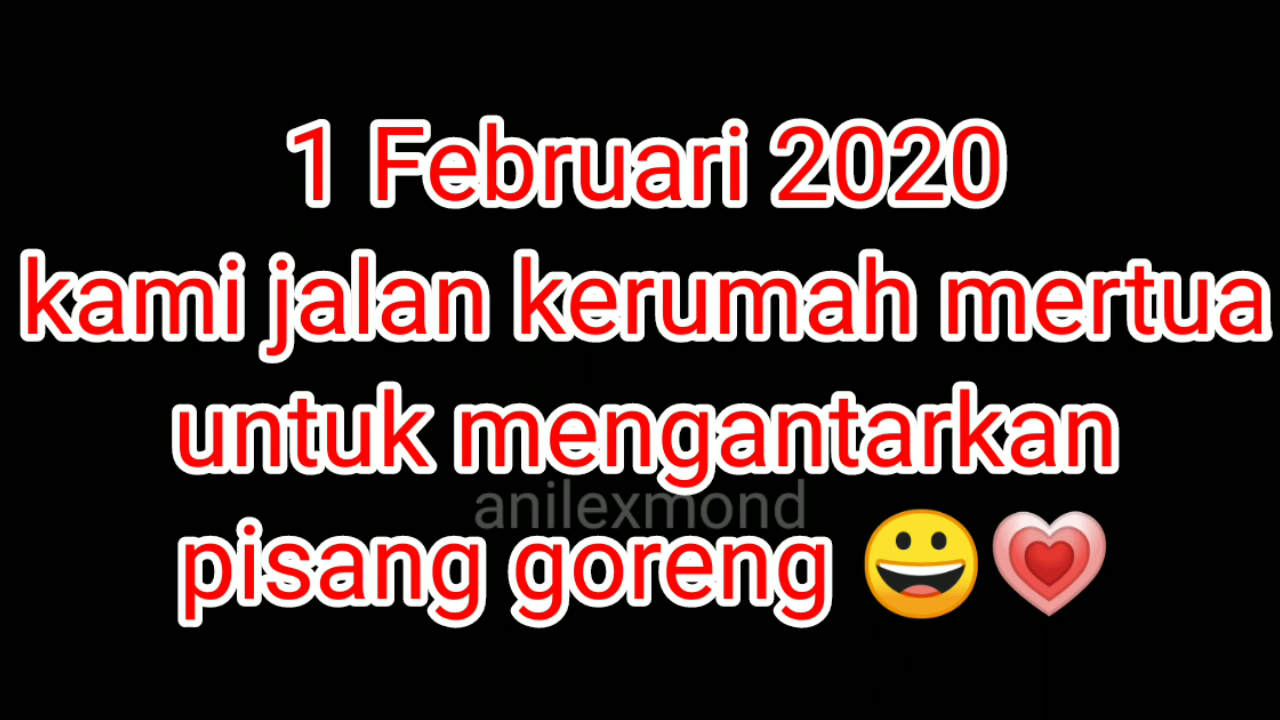 1 Februari 2020
kami jalan kerumah mertua
untuk mengantarkan
anilexmond
pisang goreng 😀💗